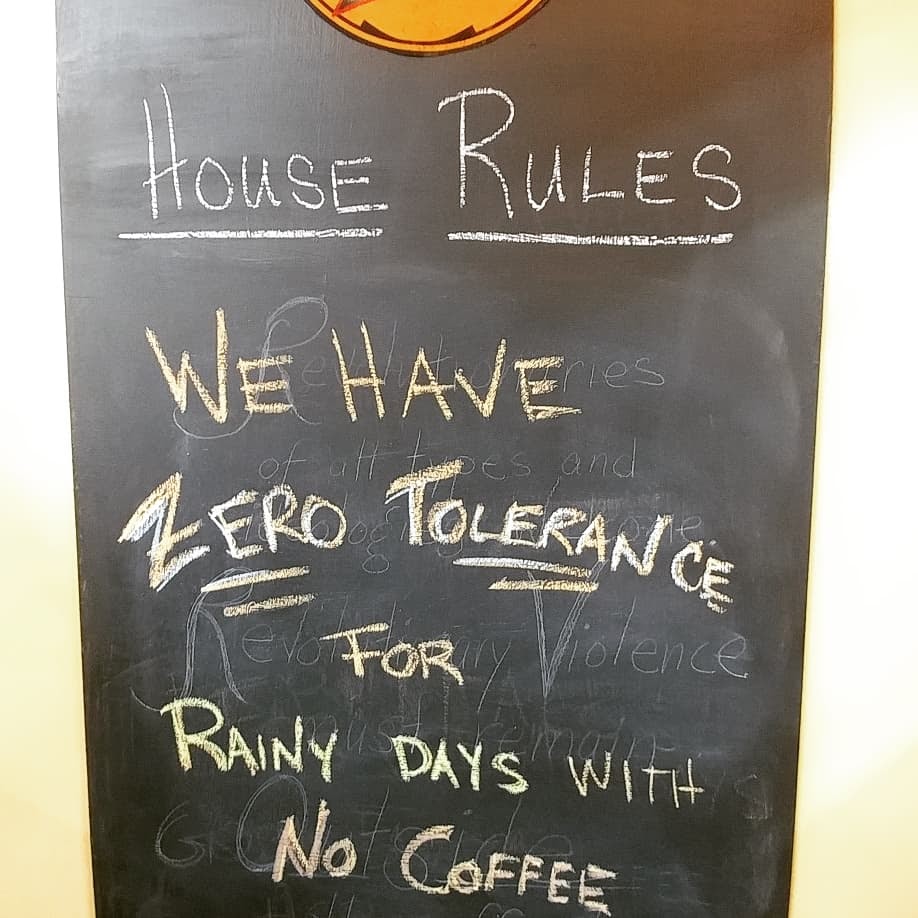 HOUSE RULES
WE HAVE
ZERO TOLERANCE
FOR
RAINY DAYS WITH
NO COFFEE